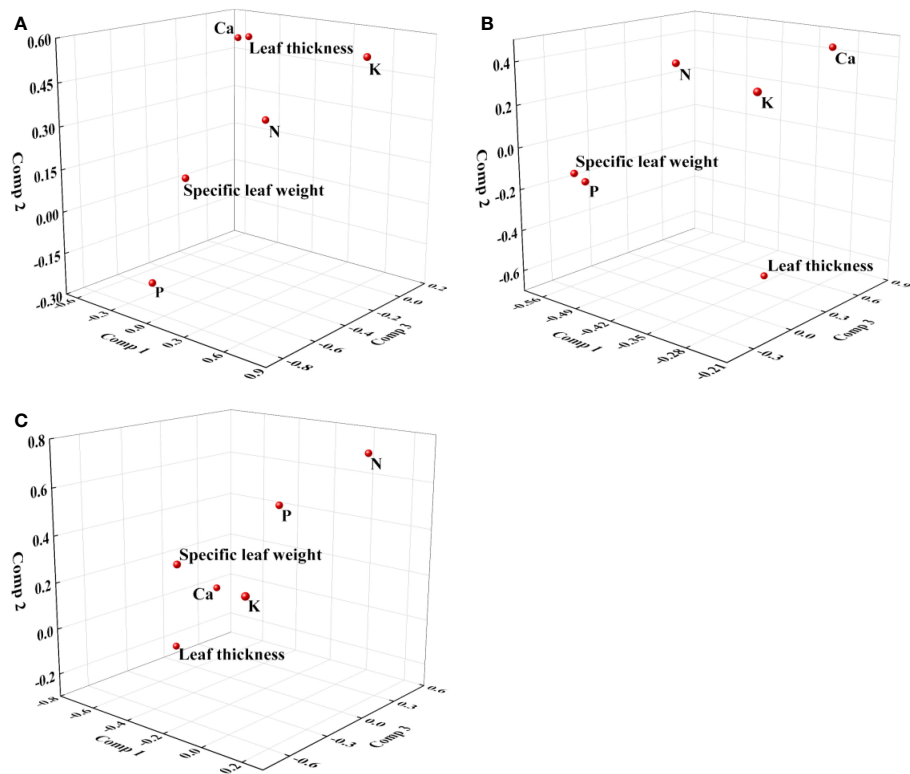 A
0.60
0.45
0.30
0.15
0.00
-0.15
-0.30
Comp 2
Ca
Leaf thickness
K
N
Specific leaf weight
P
-0.6
-0.3
0.0
0.3
0.6
0.9
Comp 1
-0.8
-0.6
-0.4
-0.2
0.0
0.2
Comp 3
B
0.4
0.2
0.0
-0.2
-0.4
-0.6
Comp 2
Ca
N
K
Specific leaf weight
P
Leaf thickness
-0.56
-0.49
-0.42
-0.35
-0.28
-0.21
Comp 1
-0.3
0.0
0.3
0.6
0.9
Comp 3
C
0.8
0.6
0.4
0.2
0.0
-0.2
Comp 2
N
P
Specific leaf weight
Ca
K
Leaf thickness
-0.8
-0.6
-0.4
-0.2
0.0
0.2
Comp 1
-0.6
-0.3
0.0
0.3
0.6
Comp 3